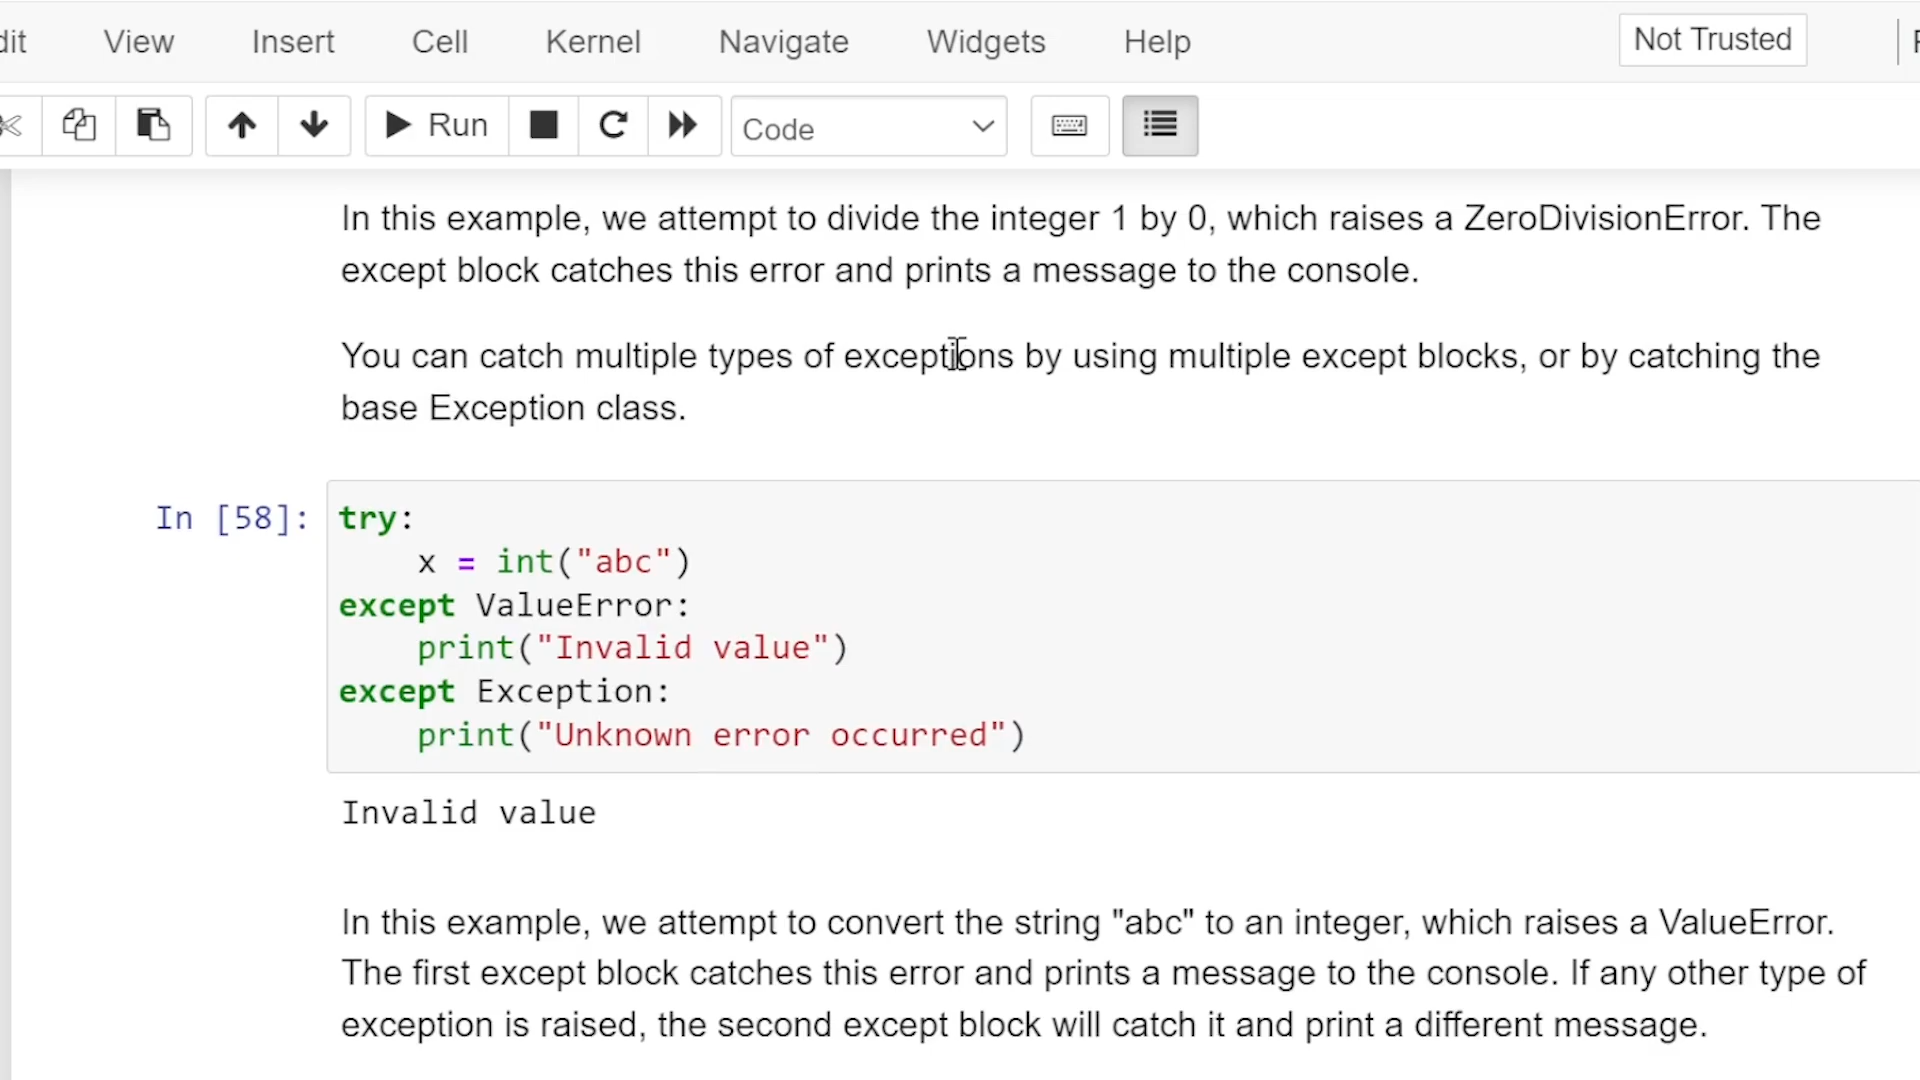 dit View Insert Cell Kernel Navigate Widgets Help Not Trusted
Run Code
In this example, we attempt to divide the integer 1 by 0, which raises a ZeroDivisionError. The
except block catches this error and prints a message to the console.
You can catch multiple types of exceptions by using multiple except blocks, or by catching the
base Exception class.
In [58]: try:
    x = int("abc")
except ValueError:
    print("Invalid value")
except Exception:
    print("Unknown error occurred")
Invalid value
In this example, we attempt to convert the string "abc" to an integer, which raises a ValueError.
The first except block catches this error and prints a message to the console. If any other type of
exception is raised, the second except block will catch it and print a different message.